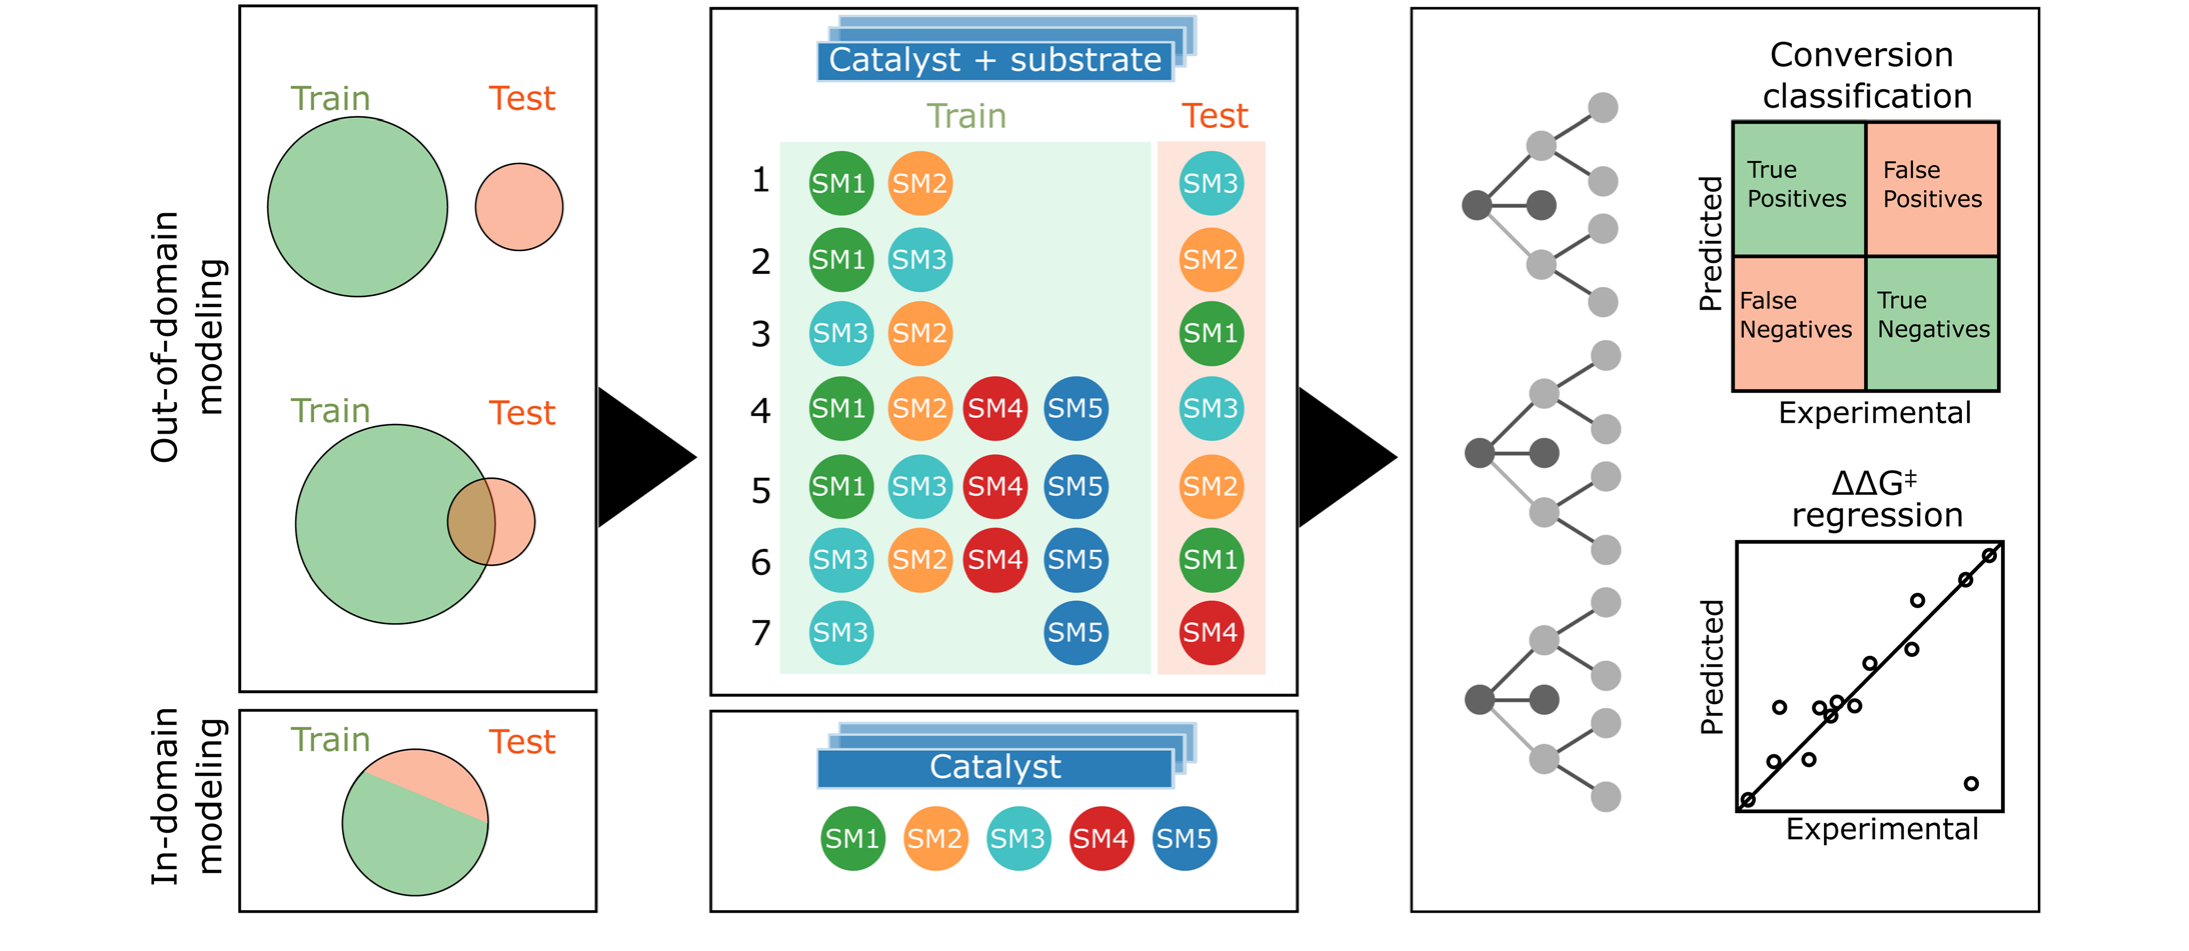 Out-of-domain
modeling
Train
Test
Train
Test
In-domain
modeling
Train
Test
Catalyst + substrate
Train
Test
1 SM1 SM2 SM3
2 SM1 SM3 SM2
3 SM3 SM2 SM1
4 SM1 SM2 SM4 SM5 SM3
5 SM1 SM3 SM4 SM5 SM2
6 SM3 SM2 SM4 SM5 SM1
7 SM3 SM5 SM4
Catalyst
SM1 SM2 SM3 SM4 SM5
Conversion
classification
Predicted
True
Positives
False
Positives
False
Negatives
True
Negatives
Experimental
ΔΔG‡
regression
Predicted
Experimental